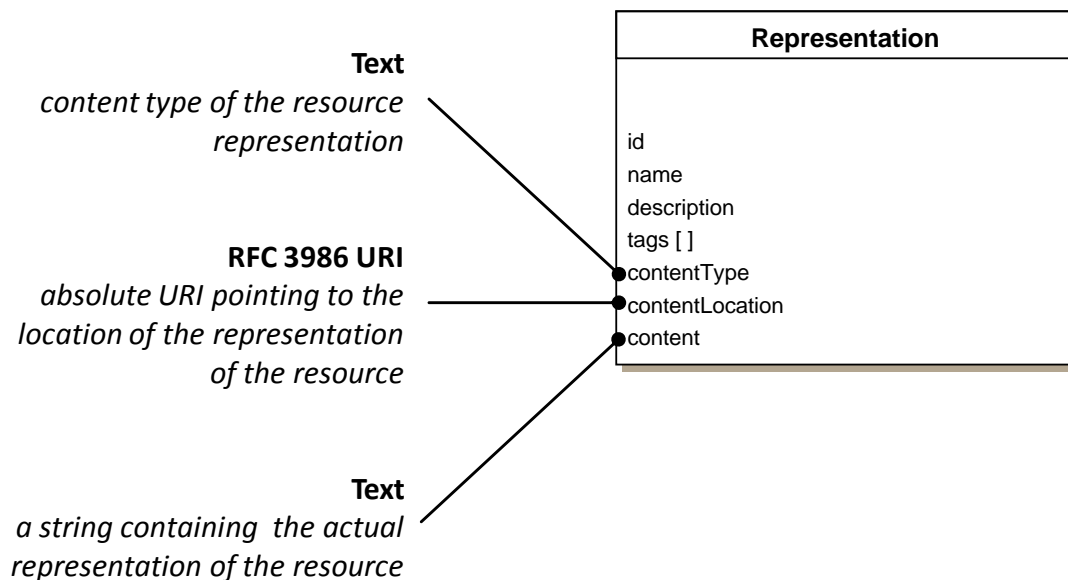 Representation
Text
content type of the resource
representation
id
name
description
tags [ ]
RFC 3986 URI
contentType
absolute URI pointing to the
contentLocation
location of the representation
content
of the resource
Text
a string containing the actual
representation of the resource